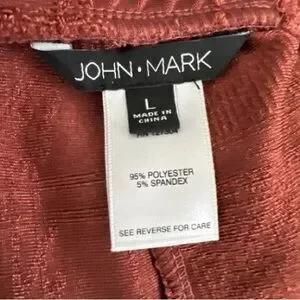 JOHN • MARK
L
MADE IN
CHINA
95% POLYESTER
5% SPANDEX
SEE REVERSE FOR CARE